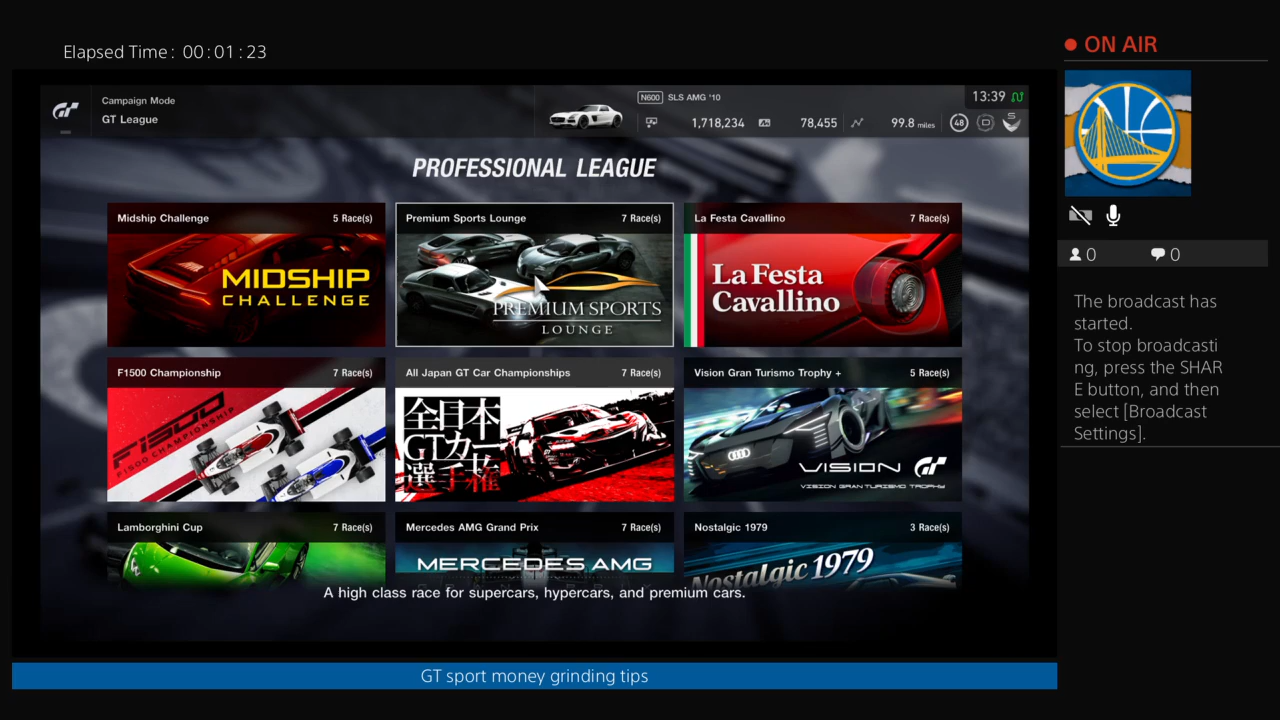 Elapsed Time: 00:01:23
ON AIR
GT
Campaign Mode
GT League
N600 SLS AMG '10
1,718,234
78,455
99.8 miles
48
D
S
13:39
PROFESSIONAL LEAGUE
Midship Challenge 5 Race(s)
MIDSHIP
CHALLENGE
Premium Sports Lounge 7 Race(s)
PREMIUM SPORTS
LOUNGE
La Festa Cavallino 7 Race(s)
La Festa
Cavallino
F1500 Championship 7 Race(s)
F1500
F1500 CHAMPIONSHIP
All Japan GT Car Championships 7 Race(s)
全日本
GTカー
選手権
Vision Gran Turismo Trophy + 5 Race(s)
VISION GT
VISION GRAN TURISMO TROPHY
Lamborghini Cup 7 Race(s)
Mercedes AMG Grand Prix 7 Race(s)
MERCEDES AMG
Nostalgic 1979 3 Race(s)
Nostalgic 1979
A high class race for supercars, hypercars, and premium cars.
0 0
The broadcast has
started.
To stop broadcasti
ng, press the SHAR
E button, and then
select [Broadcast
Settings].
GT sport money grinding tips